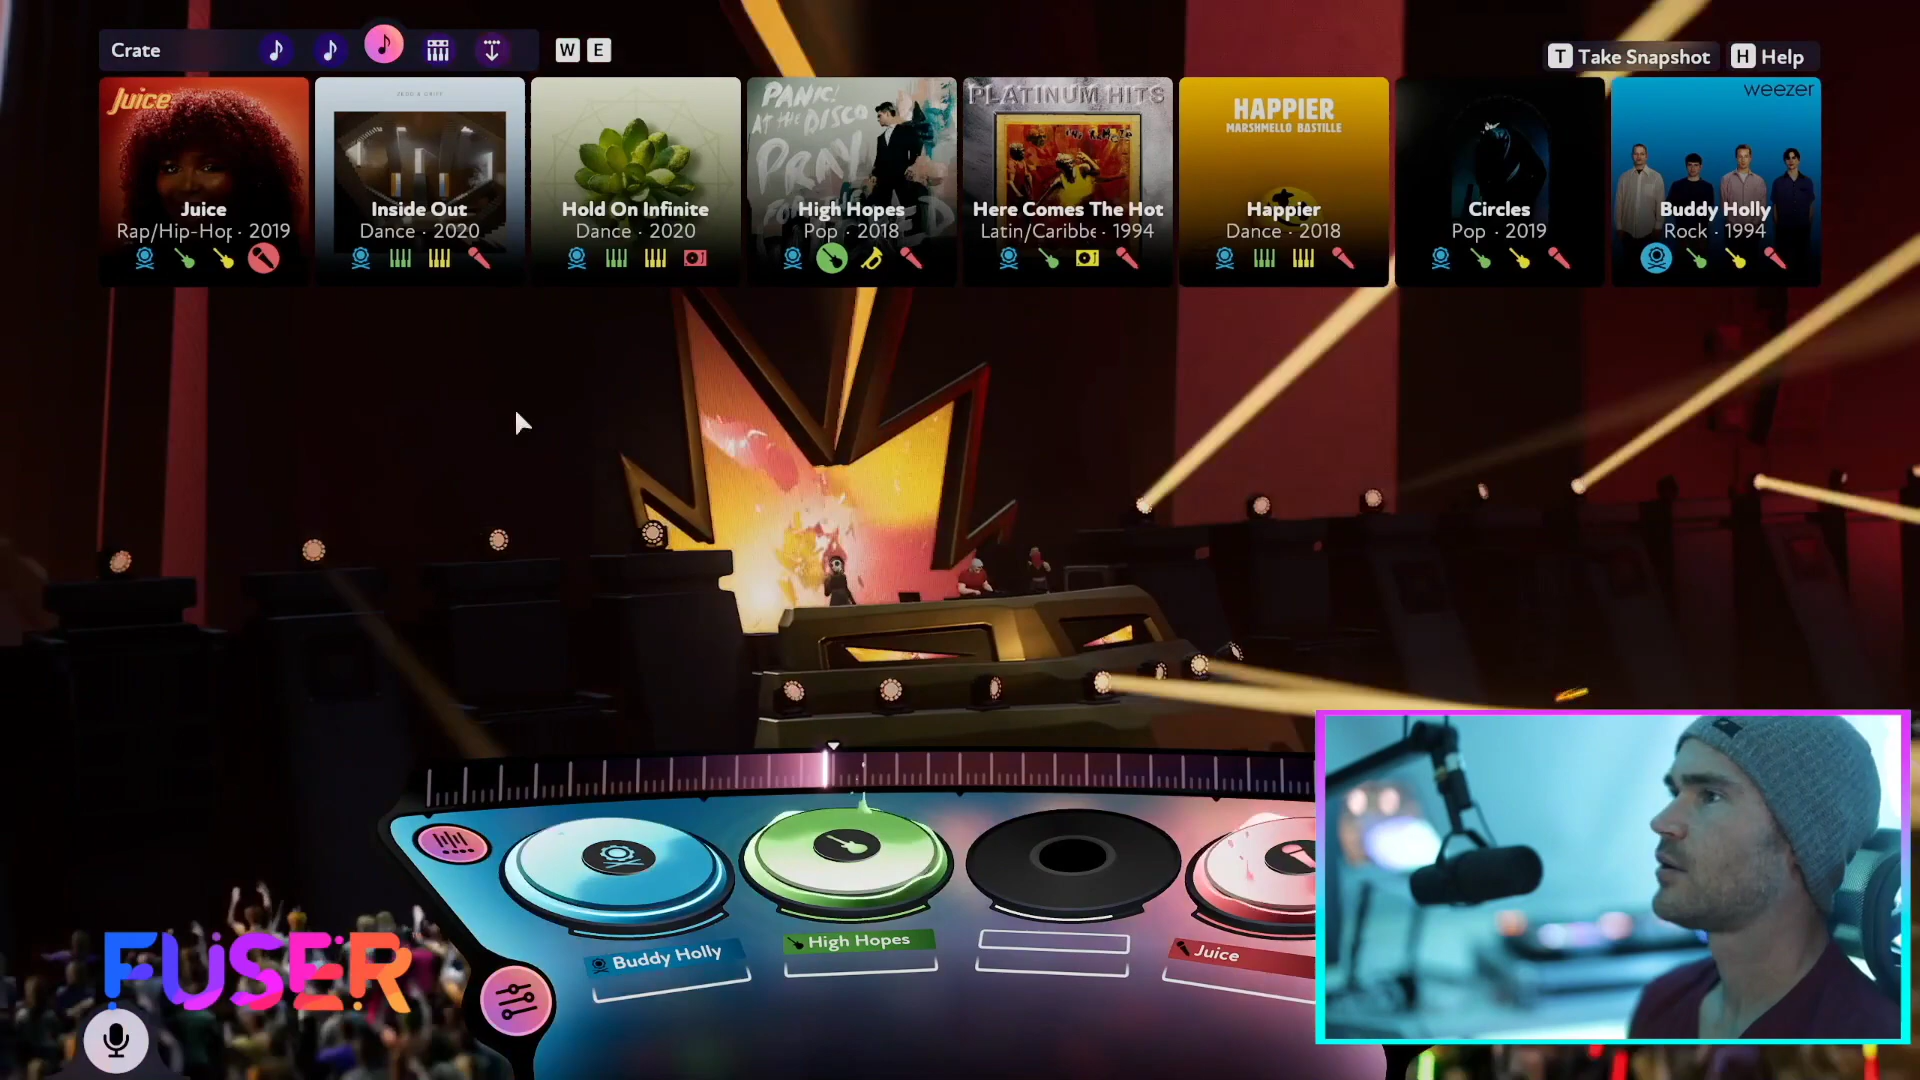 Crate
W E
T Take Snapshot H Help
Juice
Juice
Rap/Hip-Hop · 2019
Inside Out
Dance · 2020
Hold On Infinite
Dance · 2020
PANIC!
AT THE DISCO
PRAY
FOR
High Hopes
Pop · 2018
PLATINUM HITS
Here Comes The Hot
Latin/Caribbe · 1994
HAPPIER
MARSHMELLO BASTILLE
Happier
Dance · 2018
Circles
Pop · 2019
weezer
Buddy Holly
Rock · 1994
Buddy Holly
High Hopes
Juice
FUSER